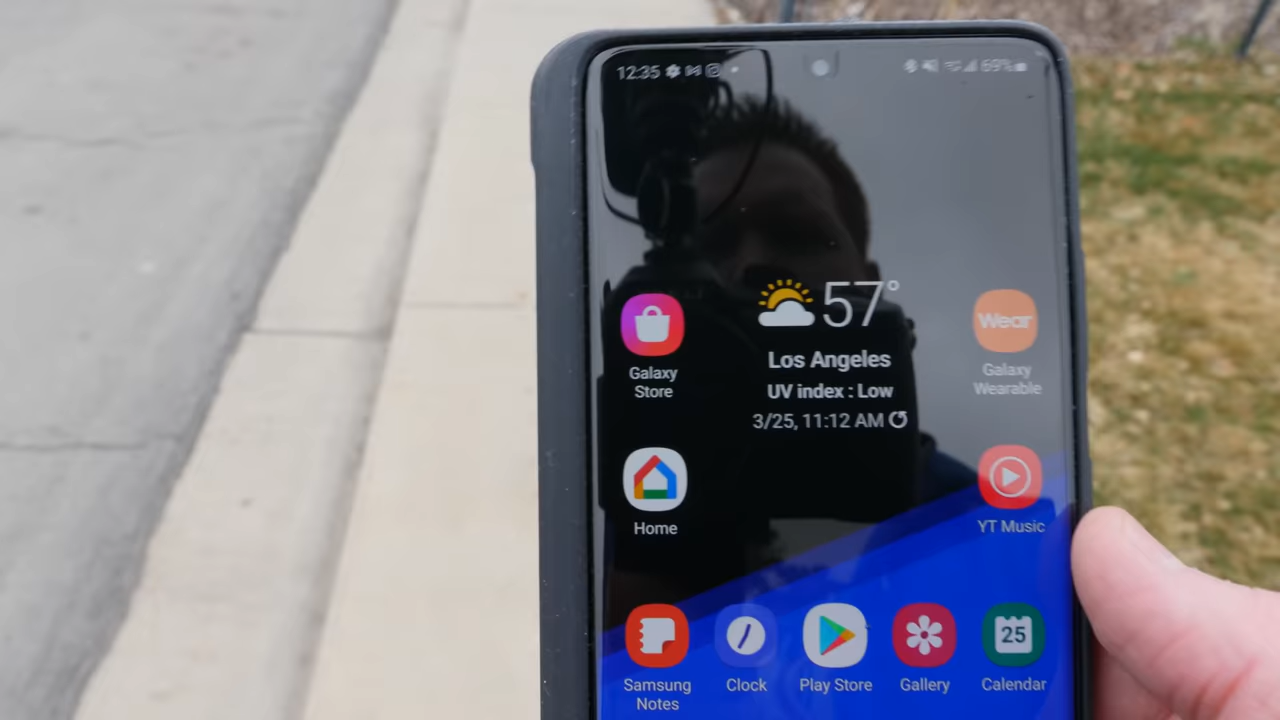 12:35
69%
57°
Los Angeles
UV index : Low
3/25, 11:12 AM
Galaxy
Store
Wear
Galaxy
Wearable
Home
YT Music
25
Samsung
Notes
Clock
Play Store
Gallery
Calendar